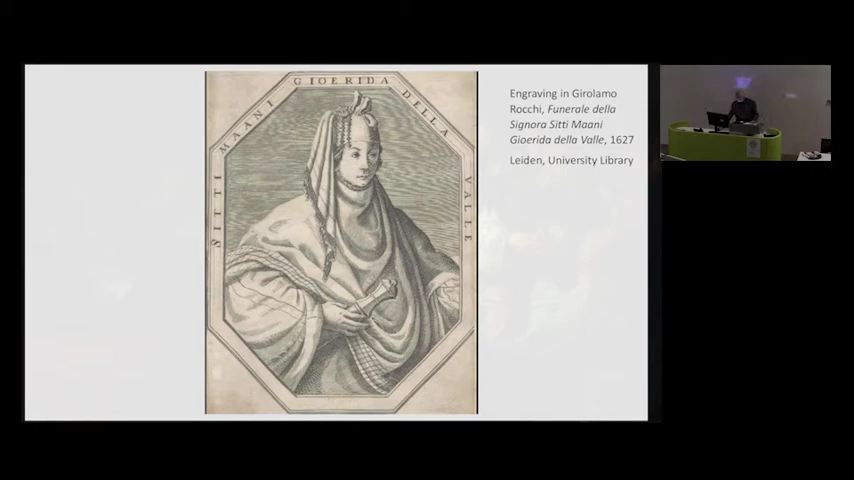 SITTI MAANI GIOERIDA DELLA VALLE
Engraving in Girolamo
Rocchi, Funerale della
Signora Sitti Maani
Gioerida della Valle, 1627
Leiden, University Library